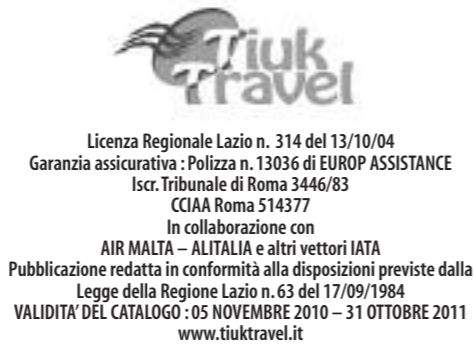 Tiuk
Travel
Licenza Regionale Lazio n. 314 del 13/10/04
Garanzia assicurativa : Polizza n. 13036 di EUROP ASSISTANCE
Iscr. Tribunale di Roma 3446/83
CCIAA Roma 514377
In collaborazione con
AIR MALTA – ALITALIA e altri vettori IATA
Pubblicazione redatta in conformità alla disposizioni previste dalla
Legge della Regione Lazio n. 63 del 17/09/1984
VALIDITA’ DEL CATALOGO : 05 NOVEMBRE 2010 – 31 OTTOBRE 2011
www.tiuktravel.it